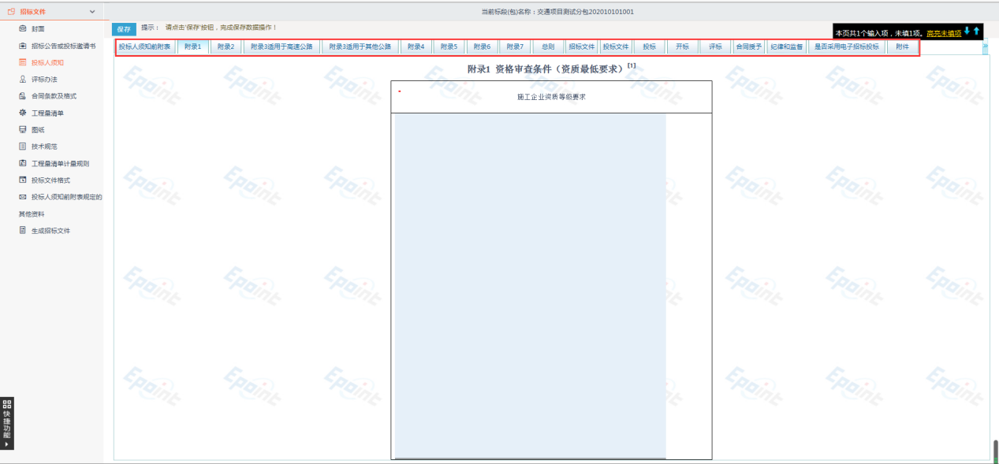 招标文件
当前标段(包)名称：交通项目测试分包202010101001
封面
招标公告或投标邀请书
投标人须知
评标办法
合同条款及格式
工程量清单
图纸
技术规范
工程量清单计量规则
投标文件格式
投标人须知前附表规定的
其他资料
生成招标文件
快捷功能
保存 提示： 请点击'保存'按钮，完成保存数据操作！
本页共1个输入项，未填1项。高亮未填项
投标人须知前附表 附录1 附录2 附录3适用于高速公路 附录3适用于其他公路 附录4 附录5 附录6 附录7 总则 招标文件 投标文件 投标 开标 评标 合同授予 纪律和监督 是否采用电子招标投标 附件
附录1 资格审查条件（资质最低要求）[1]
施工企业资质等级要求
Epoint